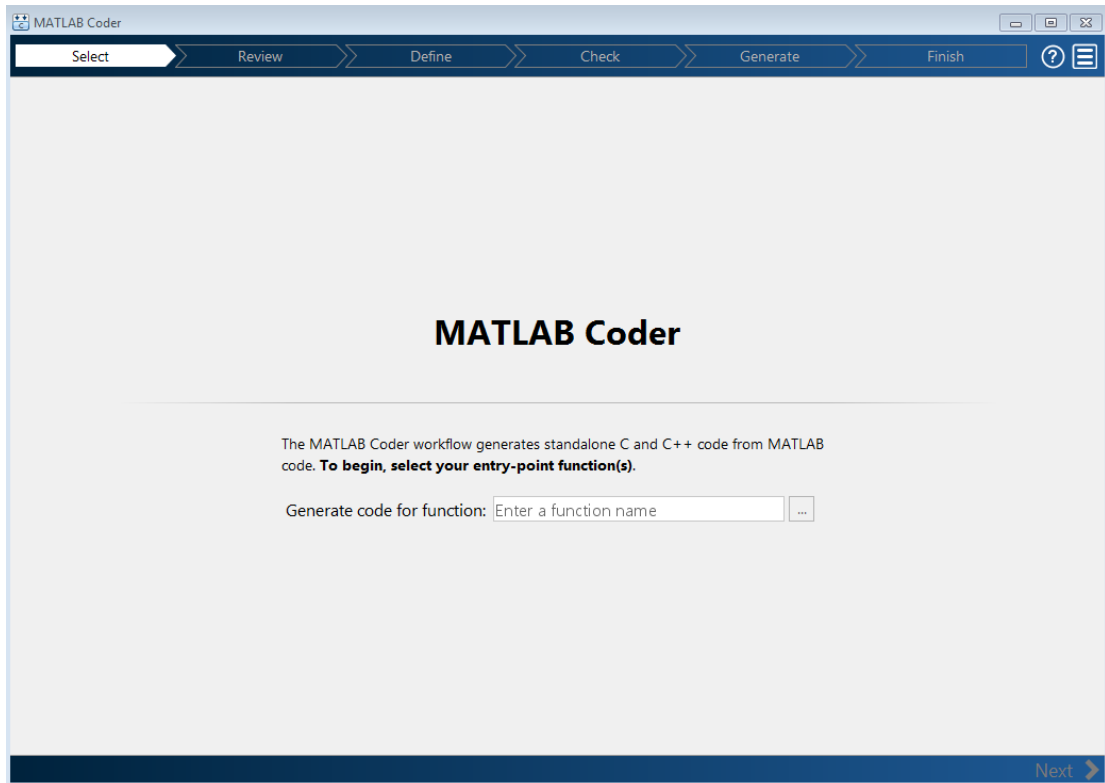 MATLAB Coder
Select Review Define Check Generate Finish
MATLAB Coder
The MATLAB Coder workflow generates standalone C and C++ code from MATLAB
code. To begin, select your entry-point function(s).
Generate code for function: Enter a function name ...
Next